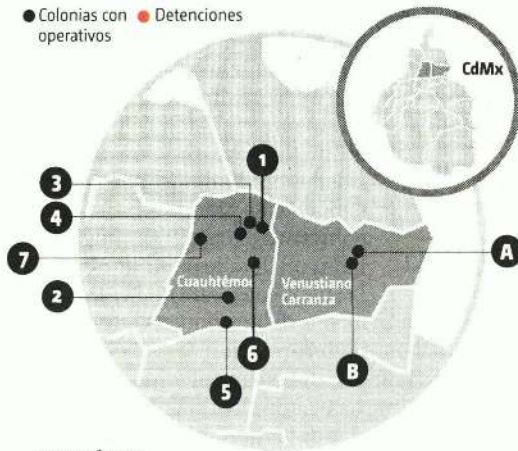 Colonias con operativos
Detenciones
CdMx
1
3
4
7
2
6
5
A
B
Cuauhtémoc
Venustiano
Carranza